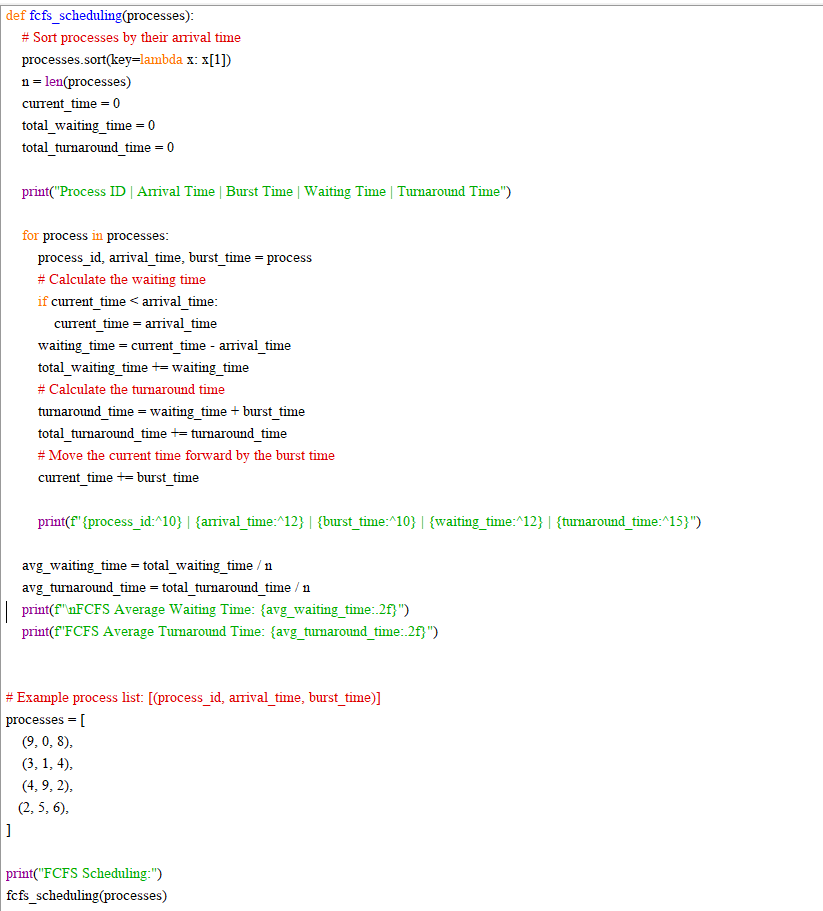 def fcfs_scheduling(processes):
    # Sort processes by their arrival time
    processes.sort(key=lambda x: x[1])
    n = len(processes)
    current_time = 0
    total_waiting_time = 0
    total_turnaround_time = 0

    print("Process ID | Arrival Time | Burst Time | Waiting Time | Turnaround Time")

    for process in processes:
        process_id, arrival_time, burst_time = process
        # Calculate the waiting time
        if current_time < arrival_time:
            current_time = arrival_time
        waiting_time = current_time - arrival_time
        total_waiting_time += waiting_time
        # Calculate the turnaround time
        turnaround_time = waiting_time + burst_time
        total_turnaround_time += turnaround_time
        # Move the current time forward by the burst time
        current_time += burst_time

        print(f"{process_id:^10} | {arrival_time:^12} | {burst_time:^10} | {waiting_time:^12} | {turnaround_time:^15}")

    avg_waiting_time = total_waiting_time / n
    avg_turnaround_time = total_turnaround_time / n
    print(f"\nFCFS Average Waiting Time: {avg_waiting_time:.2f}")
    print(f"FCFS Average Turnaround Time: {avg_turnaround_time:.2f}")


# Example process list: [(process_id, arrival_time, burst_time)]
processes = [
    (9, 0, 8),
    (3, 1, 4),
    (4, 9, 2),
   (2, 5, 6),
]

print("FCFS Scheduling:")
fcfs_scheduling(processes)